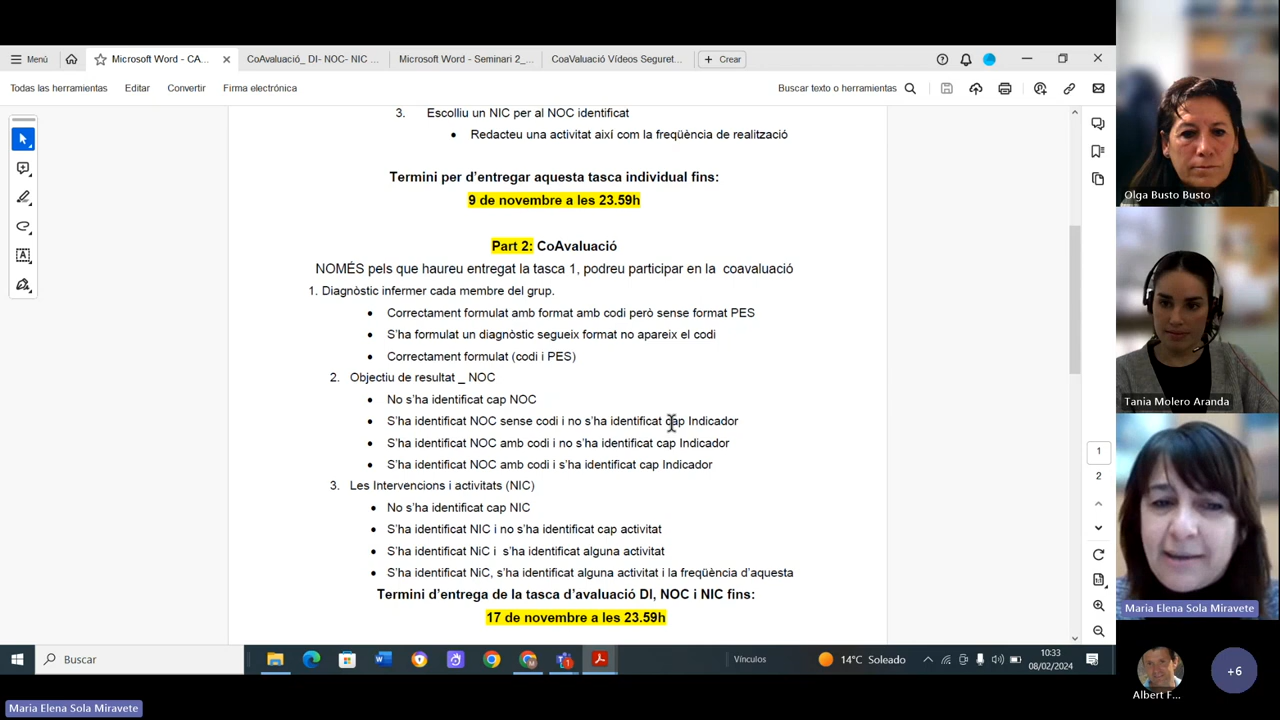 Menú
Microsoft Word - CA...
CoAvaluació_ DI- NOC- NIC ...
Microsoft Word - Seminari 2_...
CoaValuació Vídeos Seguret...
+ Crear
Todas las herramientas
Editar
Convertir
Firma electrónica
Buscar texto o herramientas
3. Escolliu un NIC per al NOC identificat
• Redacteu una activitat així com la freqüència de realització
Termini per d’entregar aquesta tasca individual fins:
9 de novembre a les 23.59h
Part 2: CoAvaluació
NOMÉS pels que haureu entregat la tasca 1, podreu participar en la coavaluació
1. Diagnòstic infermer cada membre del grup.
• Correctament formulat amb format amb codi però sense format PES
• S’ha formulat un diagnòstic segueix format no apareix el codi
• Correctament formulat (codi i PES)
2. Objectiu de resultat _ NOC
• No s’ha identificat cap NOC
• S’ha identificat NOC sense codi i no s’ha identificat cap Indicador
• S’ha identificat NOC amb codi i no s’ha identificat cap Indicador
• S’ha identificat NOC amb codi i s’ha identificat cap Indicador
3. Les Intervencions i activitats (NIC)
• No s’ha identificat cap NIC
• S’ha identificat NIC i no s’ha identificat cap activitat
• S’ha identificat NiC i s’ha identificat alguna activitat
• S’ha identificat NiC, s’ha identificat alguna activitat i la freqüència d’aquesta
Termini d’entrega de la tasca d’avaluació DI, NOC i NIC fins:
17 de novembre a les 23.59h
1
2
Buscar
Vínculos
14°C Soleado
10:33
08/02/2024
Olga Busto Busto
Tania Molero Aranda
Maria Elena Sola Miravete
Albert F...
+6
Maria Elena Sola Miravete